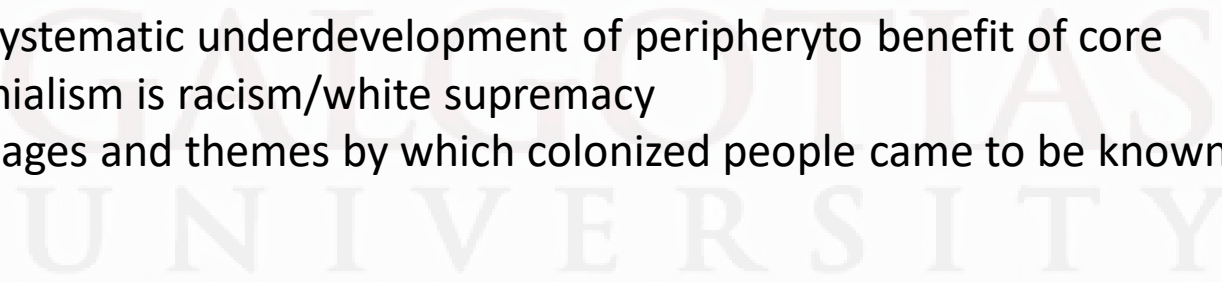 ystematic underdevelopment of peripheryto benefit of core
nialism is racism/white supremacy
ages and themes by which colonized people came to be known
GALGOTIAS
UNIVERSITY